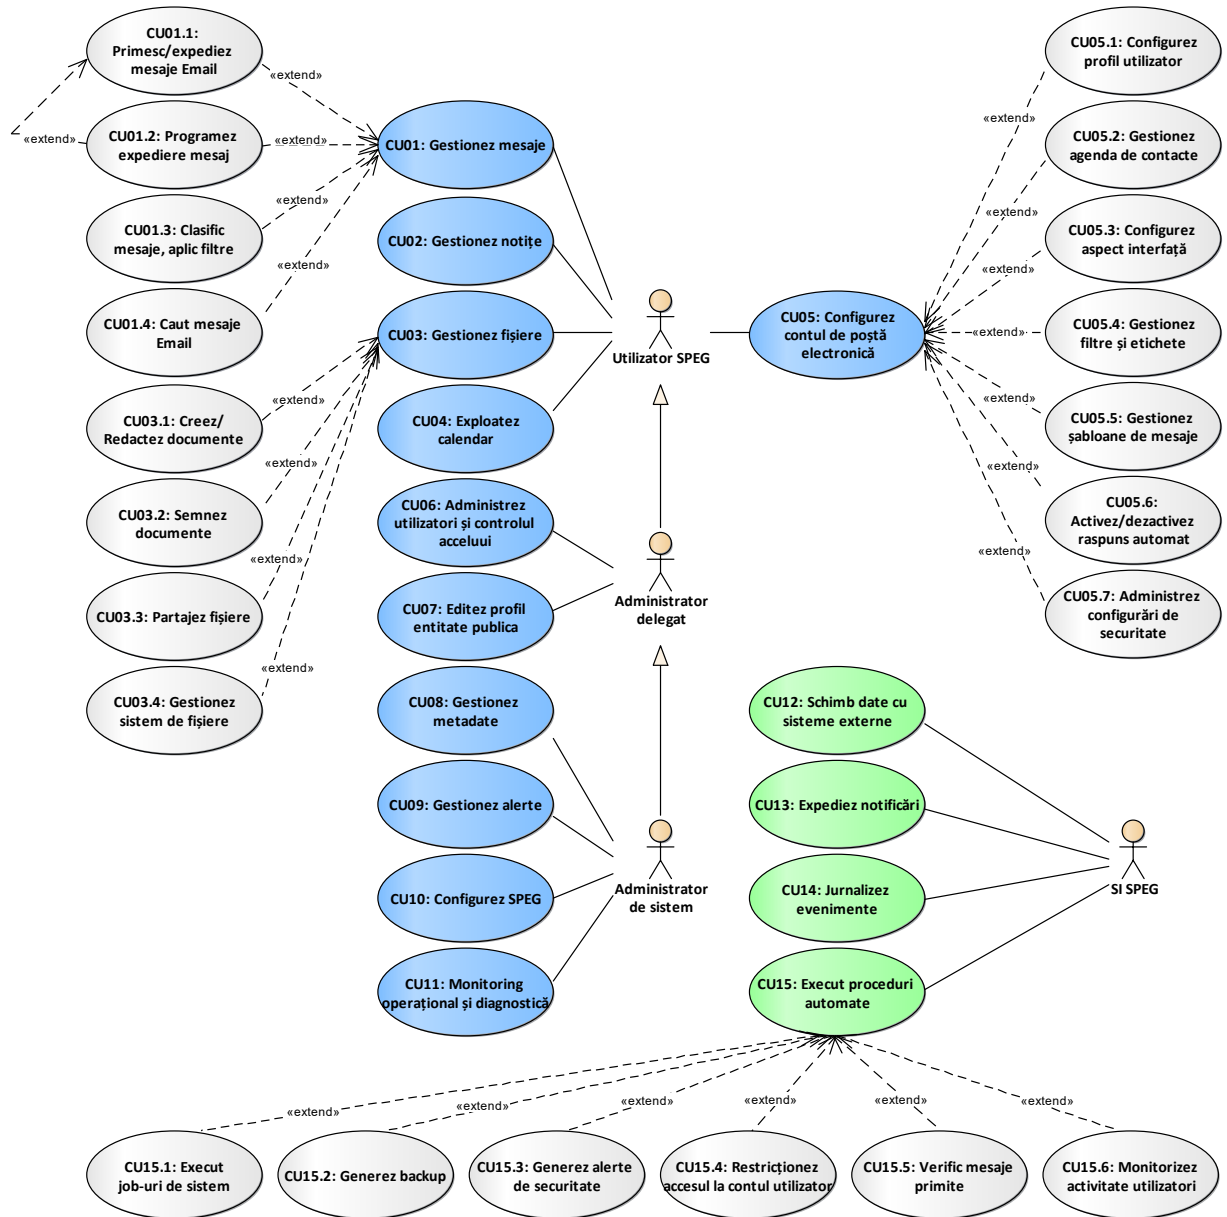 CU01.1:
Primesc/expediez
mesaje Email
«extend»
CU01.2: Programez
expediere mesaj
«extend»
«extend»
CU01.3: Clasific
mesaje, aplic filtre
«extend»
CU01.4: Caut mesaje
Email
«extend»
CU01: Gestionez mesaje
CU02: Gestionez notițe
CU03: Gestionez fișiere
CU04: Exploatez
calendar
CU03.1: Creez/
Redactez documente
«extend»
CU03.2: Semnez
documente
«extend»
CU03.3: Partajez fișiere
«extend»
CU03.4: Gestionez
sistem de fișiere
«extend»
CU06: Administrez
utilizatori și controlul
acceluui
CU07: Editez profil
entitate publica
CU08: Gestionez
metadate
CU09: Gestionez alerte
CU10: Configurez SPEG
CU11: Monitoring
operațional și diagnostică
Utilizator SPEG
Administrator
delegat
Administrator
de sistem
CU05: Configurez
contul de poștă
electronică
CU05.1: Configurez
profil utilizator
«extend»
CU05.2: Gestionez
agenda de contacte
«extend»
CU05.3: Configurez
aspect interfață
«extend»
CU05.4: Gestionez
filtre și etichete
«extend»
CU05.5: Gestionez
șabloane de mesaje
«extend»
CU05.6:
Activez/dezactivez
raspuns automat
«extend»
CU05.7: Administrez
configurări de
securitate
«extend»
CU12: Schimb date cu
sisteme externe
CU13: Expediez notificări
CU14: Jurnalizez
evenimente
CU15: Execut proceduri
automate
SI SPEG
«extend»
«extend»
«extend»
«extend»
«extend»
«extend»
CU15.1: Execut
job-uri de sistem
CU15.2: Generez backup
CU15.3: Generez alerte
de securitate
CU15.4: Restricționez
accesul la contul utilizator
CU15.5: Verific mesaje
primite
CU15.6: Monitorizez
activitate utilizatori